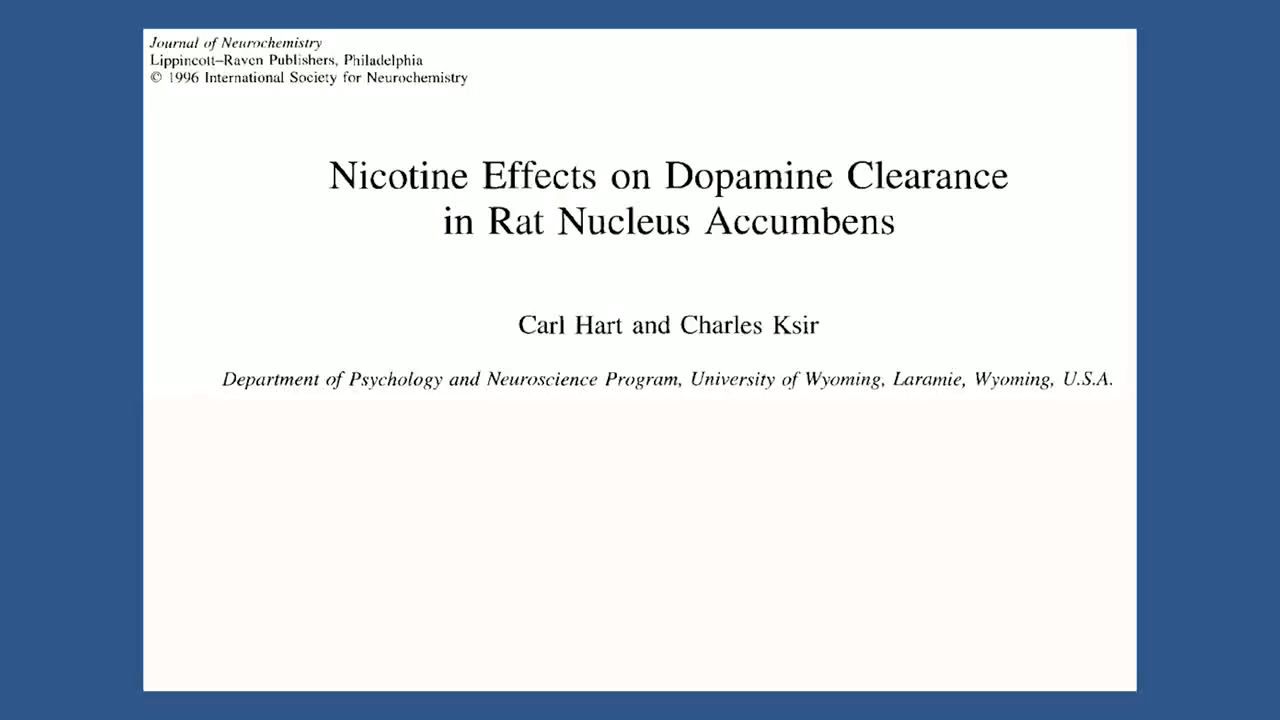 Journal of Neurochemistry
Lippincott–Raven Publishers, Philadelphia
© 1996 International Society for Neurochemistry
Nicotine Effects on Dopamine Clearance
in Rat Nucleus Accumbens
Carl Hart and Charles Ksir
Department of Psychology and Neuroscience Program, University of Wyoming, Laramie, Wyoming, U.S.A.